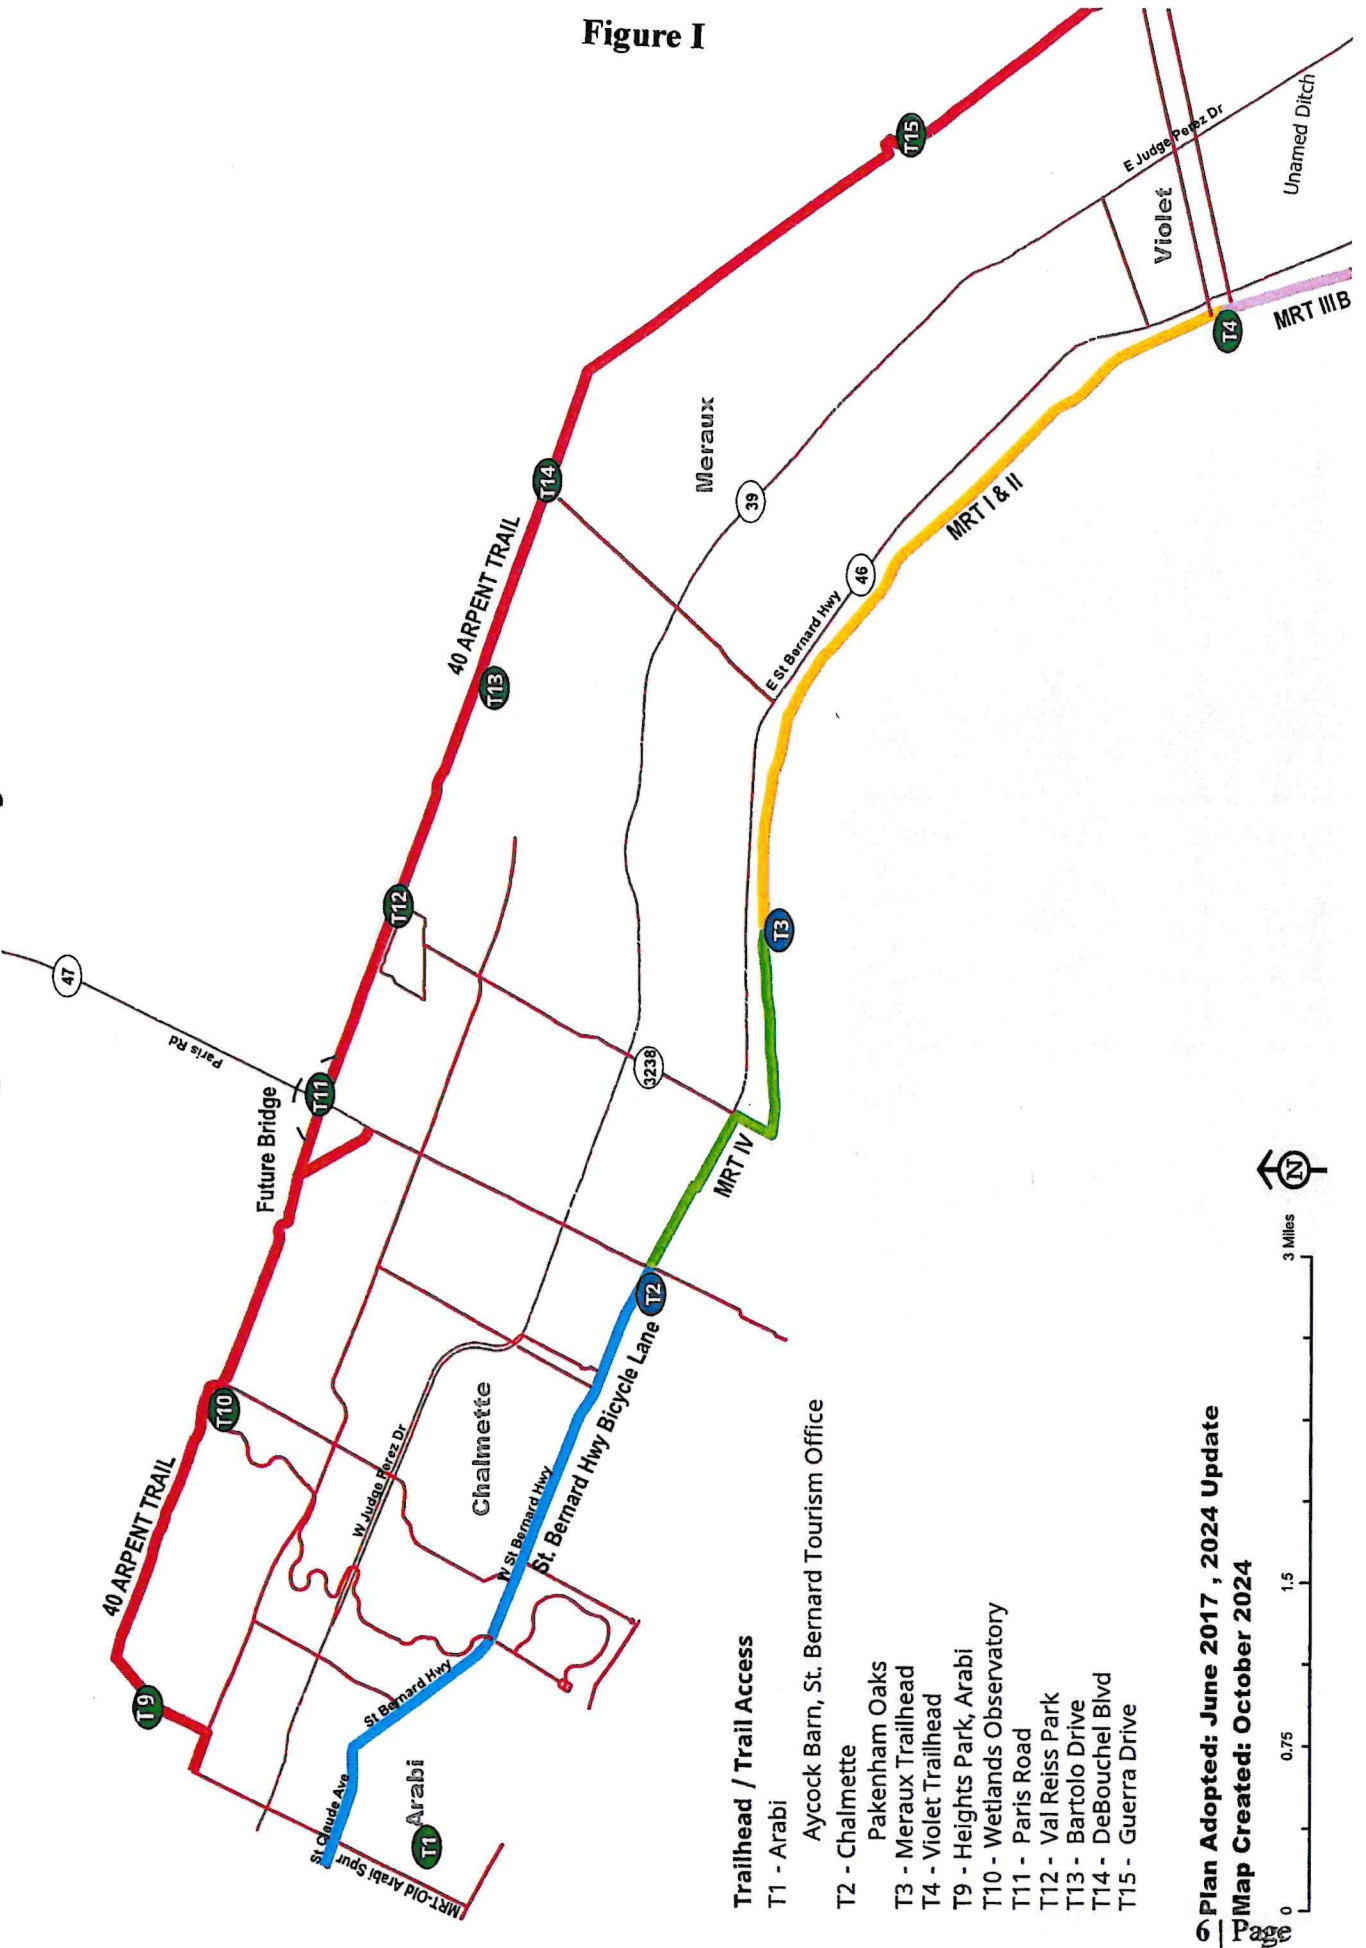 Figure I
47
Paris Rd
Future Bridge
T11
T12
T13
40 ARPENT TRAIL
T14
T15
T10
40 ARPENT TRAIL
T9
Meraux
39
E Judge Perez Dr
Violet
Unamed Ditch
T4
MRT III B
MRT I & II
46
E St Bernard Hwy
T3
3238
MRT IV
T2
St. Bernard Hwy Bicycle Lane
W St Bernard Hwy
Chalmette
W Judge Perez Dr
St Bernard Hwy
St Claude Ave
Arabi
T1
MRT-Old Arabi Spur
Trailhead / Trail Access
T1 - Arabi
Aycock Barn, St. Bernard Tourism Office
T2 - Chalmette
Pakenham Oaks
T3 - Meraux Trailhead
T4 - Violet Trailhead
T9 - Heights Park, Arabi
T10 - Wetlands Observatory
T11 - Paris Road
T12 - Val Reiss Park
T13 - Bartolo Drive
T14 - DeBouchel Blvd
T15 - Guerra Drive
Plan Adopted: June 2017 , 2024 Update
Map Created: October 2024
0 0.75 1.5 3 Miles
N
6 | Page